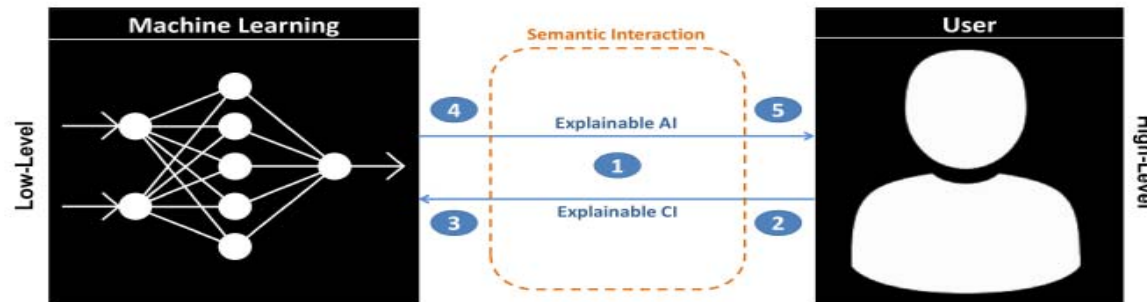 Machine Learning
Semantic Interaction
User
Low-Level
4
5
Explainable AI
1
Explainable CI
3
2
High-Level